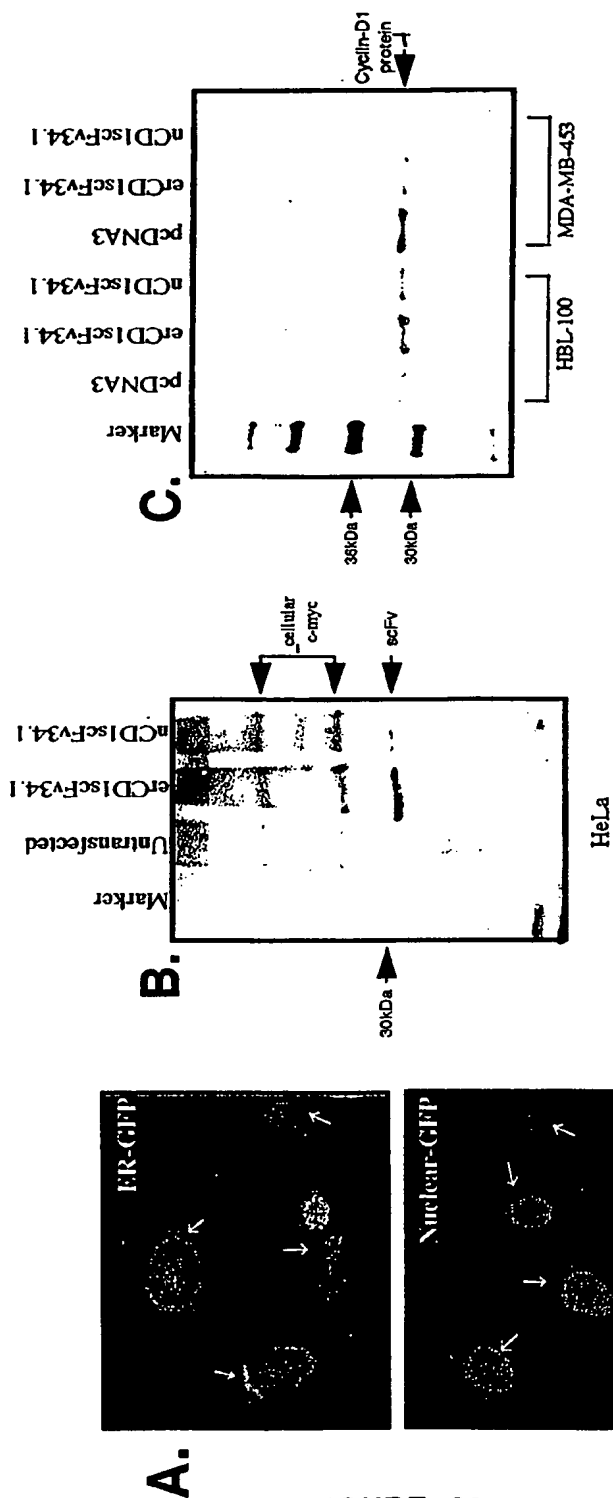 A.
ER-GFP
Nuclear-GFP
B.
Marker
Untransfected
erCD1scFv34.1
nCD1scFv34.1
30kDa
cellular
c-myc
scFv
HeLa
C.
Marker
pcDNA3
erCD1scFv34.1
nCD1scFv34.1
pcDNA3
erCD1scFv34.1
nCD1scFv34.1
36kDa
30kDa
Cyclin-D1
protein
HBL-100
MDA-MB-453